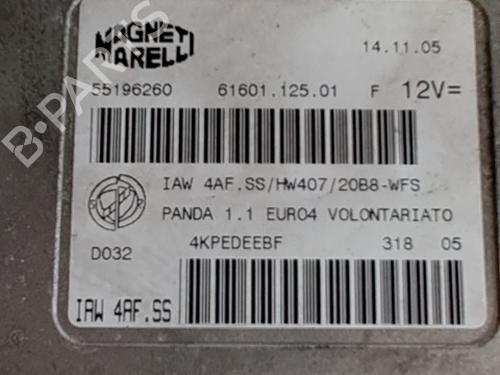 MAGNETI
MARELLI
14.11.05
55196260 61601.125.01 F 12V=
IAW 4AF.SS/HW407/20B8-WFS
PANDA 1.1 EURO4 VOLONTARIATO
D032 4KPEDEEBF 318 05
IAW 4AF.SS
B-PARTS